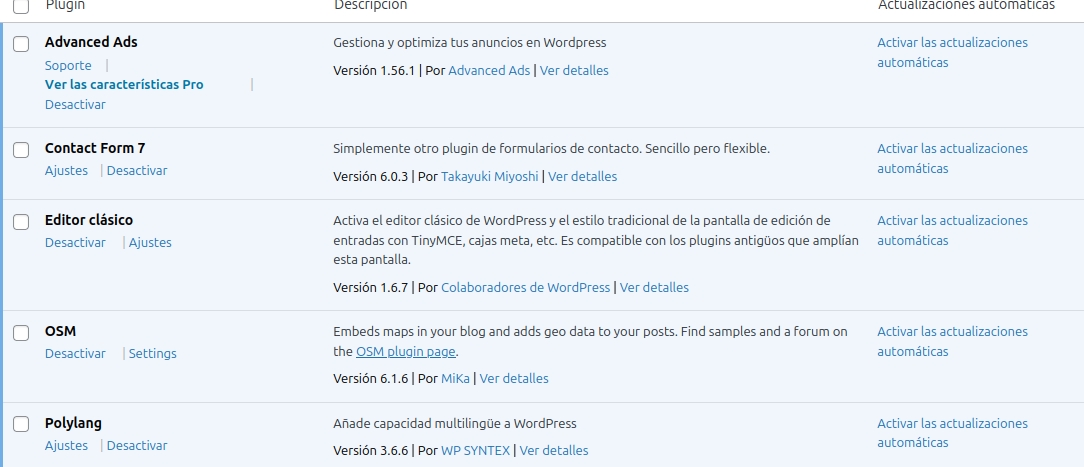 Plugin Descripción Actualizaciones automáticas
Advanced Ads
Soporte |
Ver las características Pro |
Desactivar
Gestiona y optimiza tus anuncios en Wordpress
Versión 1.56.1 | Por Advanced Ads | Ver detalles
Activar las actualizaciones
automáticas
Contact Form 7
Ajustes | Desactivar
Simplemente otro plugin de formularios de contacto. Sencillo pero flexible.
Versión 6.0.3 | Por Takayuki Miyoshi | Ver detalles
Activar las actualizaciones
automáticas
Editor clásico
Desactivar | Ajustes
Activa el editor clásico de WordPress y el estilo tradicional de la pantalla de edición de
entradas con TinyMCE, cajas meta, etc. Es compatible con los plugins antigüos que amplían
esta pantalla.
Versión 1.6.7 | Por Colaboradores de WordPress | Ver detalles
Activar las actualizaciones
automáticas
OSM
Desactivar | Settings
Embeds maps in your blog and adds geo data to your posts. Find samples and a forum on
the OSM plugin page.
Versión 6.1.6 | Por MiKa | Ver detalles
Activar las actualizaciones
automáticas
Polylang
Ajustes | Desactivar
Añade capacidad multilingüe a WordPress
Versión 3.6.6 | Por WP SYNTEX | Ver detalles
Activar las actualizaciones
automáticas